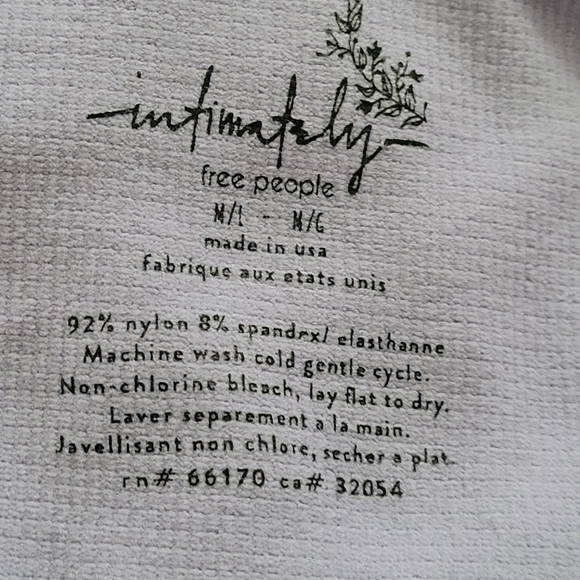 intimately
free people
M/L - M/G
made in usa
fabrique aux etats unis
92% nylon 8% spandex/ elasthanne
Machine wash cold gentle cycle.
Non-chlorine bleach, lay flat to dry.
Laver separement a la main.
Javellisant non chlore, secher a plat.
rn# 66170 ca# 32054